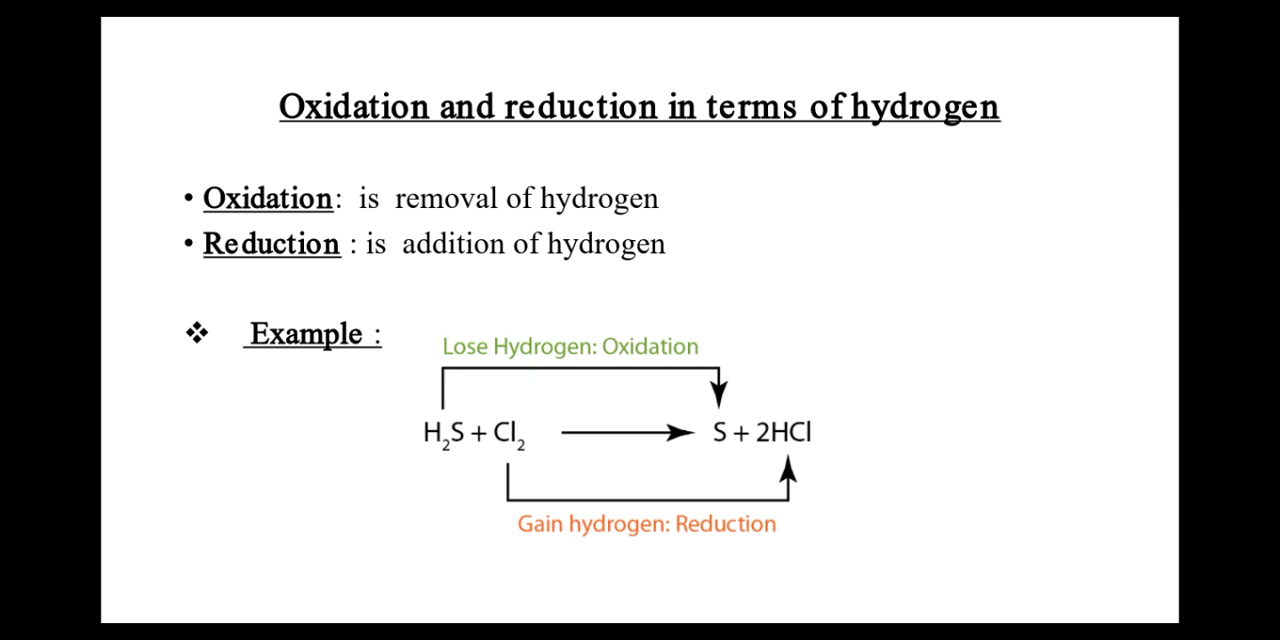 Oxidation and reduction in terms of hydrogen
• Oxidation: is removal of hydrogen
• Reduction : is addition of hydrogen
❖ Example :
Lose Hydrogen: Oxidation
H₂S + Cl₂ ⟶ S + 2HCl
Gain hydrogen: Reduction